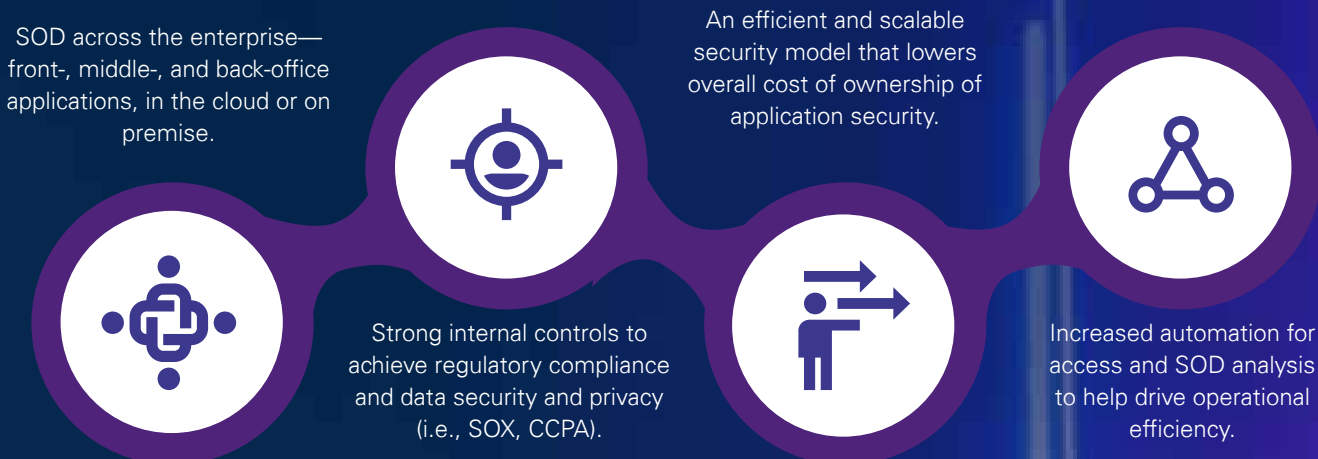 SOD across the enterprise—
front-, middle-, and back-office
applications, in the cloud or on
premise.
Strong internal controls to
achieve regulatory compliance
and data security and privacy
(i.e., SOX, CCPA).
An efficient and scalable
security model that lowers
overall cost of ownership of
application security.
Increased automation for
access and SOD analysis
to help drive operational
efficiency.